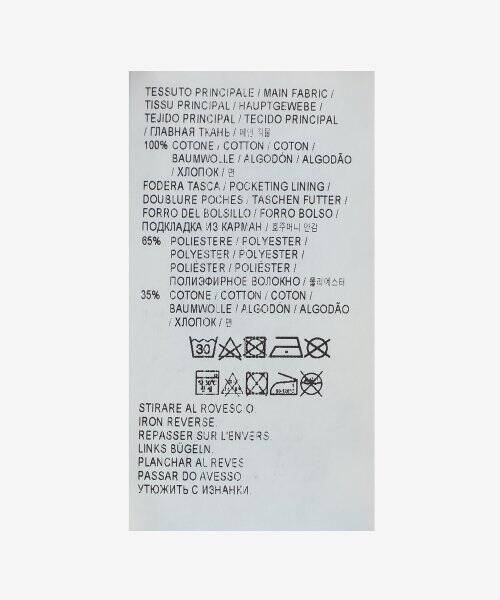 TESSUTO PRINCIPALE / MAIN FABRIC /
TISSU PRINCIPAL / HAUPTGEWEBE /
TEJIDO PRINCIPAL / TECIDO PRINCIPAL
/ ГЛАВНАЯ ТКАНЬ / 메인 직물
100% COTONE / COTTON / COTON /
BAUMWOLLE / ALGODÓN / ALGODÃO
/ ХЛОПОК / 면
FODERA TASCA / POCKETING LINING /
DOUBLURE POCHES / TASCHEN FUTTER /
FORRO DEL BOLSILLO / FORRO BOLSO /
ПОДКЛАДКА ИЗ КАРМАН / 호주머니 안감
65% POLIESTERE / POLYESTER /
POLYESTER / POLYESTER /
POLIÉSTER / POLIÉSTER /
ПОЛИЭФИРНОЕ ВОЛОКНО / 폴리에스터
35% COTONE / COTTON / COTON /
BAUMWOLLE / ALGODÓN / ALGODÃO
/ ХЛОПОК / 면
30
STIRARE AL ROVESCIO
IRON REVERSE
REPASSER SUR L'ENVERS
LINKS BÜGELN.
PLANCHAR AL REVES
PASSAR DO AVESSO
УТЮЖИТЬ С ИЗНАНКИ.